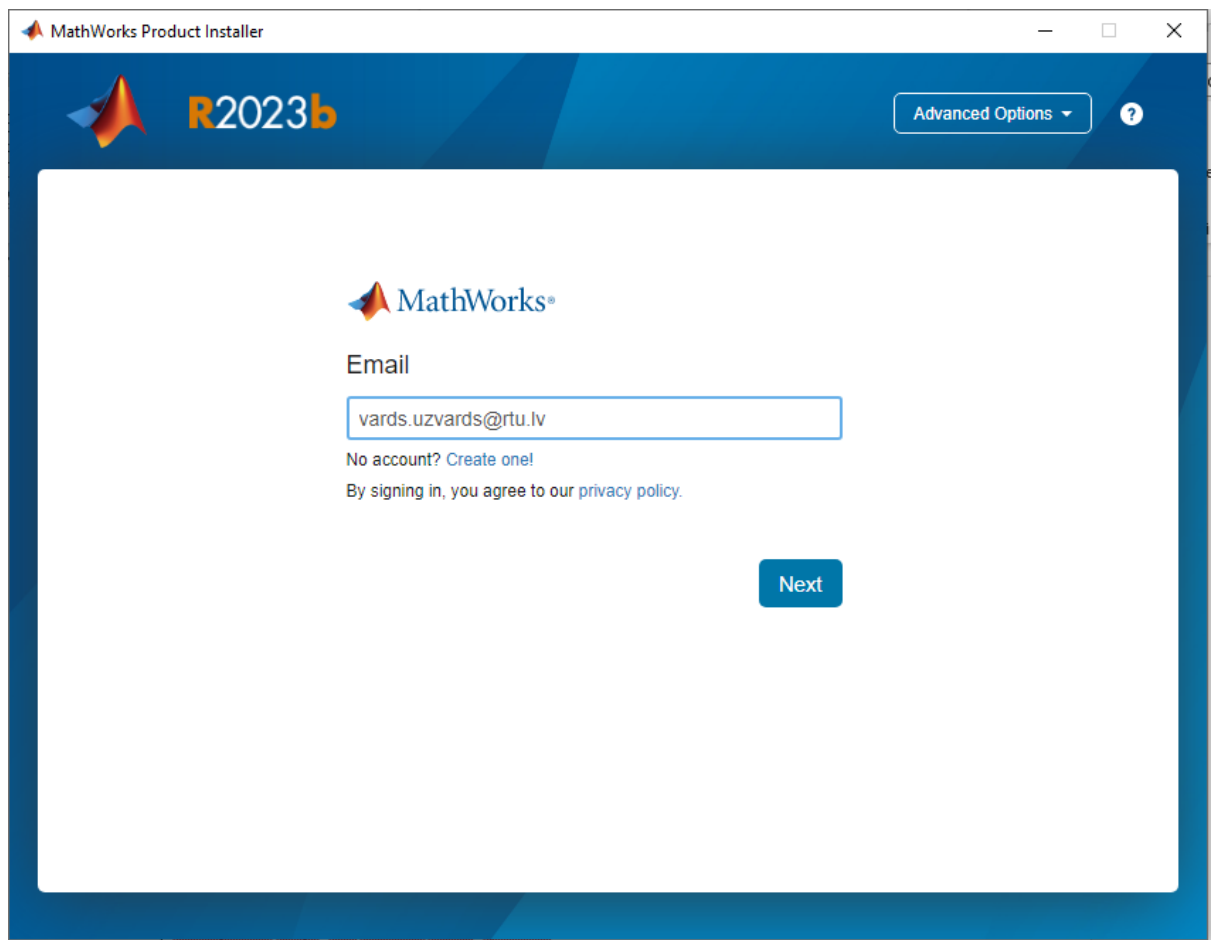 MathWorks Product Installer
R2023b
Advanced Options
?
MathWorks®
Email
vards.uzvards@rtu.lv
No account? Create one!
By signing in, you agree to our privacy policy.
Next